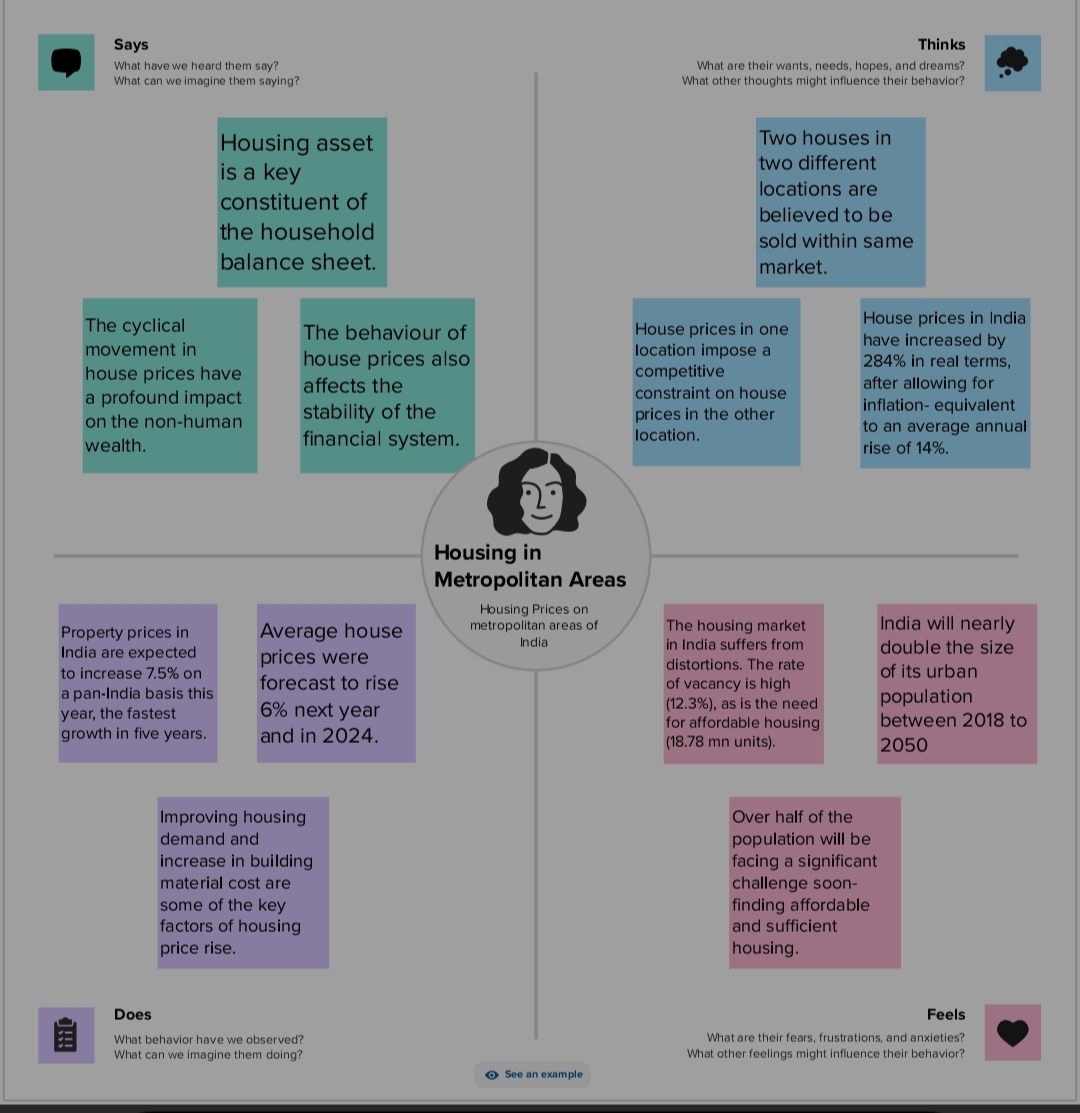 Says
What have we heard them say?
What can we imagine them saying?
Thinks
What are their wants, needs, hopes, and dreams?
What other thoughts might influence their behavior?
Housing asset
is a key
constituent of
the household
balance sheet.
The cyclical
movement in
house prices have
a profound impact
on the non-human
wealth.
The behaviour of
house prices also
affects the
stability of the
financial system.
Two houses in
two different
locations are
believed to be
sold within same
market.
House prices in one
location impose a
competitive
constraint on house
prices in the other
location.
House prices in India
have increased by
284% in real terms,
after allowing for
inflation- equivalent
to an average annual
rise of 14%.
Housing in
Metropolitan Areas
Housing Prices on
metropolitan areas of
India
Property prices in
India are expected
to increase 7.5% on
a pan-India basis this
year, the fastest
growth in five years.
Average house
prices were
forecast to rise
6% next year
and in 2024.
Improving housing
demand and
increase in building
material cost are
some of the key
factors of housing
price rise.
The housing market
in India suffers from
distortions. The rate
of vacancy is high
(12.3%), as is the need
for affordable housing
(18.78 mn units).
India will nearly
double the size
of its urban
population
between 2018 to
2050
Over half of the
population will be
facing a significant
challenge soon-
finding affordable
and sufficient
housing.
Does
What behavior have we observed?
What can we imagine them doing?
Feels
What are their fears, frustrations, and anxieties?
What other feelings might influence their behavior?
See an example